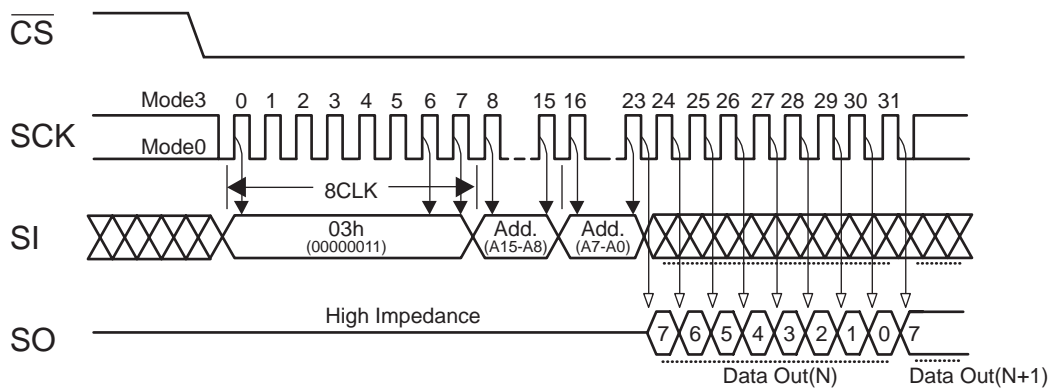 CS
Mode3 0 1 2 3 4 5 6 7 8 15 16 23 24 25 26 27 28 29 30 31
SCK
Mode0
8CLK
SI
03h Add. Add.
(00000011) (A15-A8) (A7-A0)
High Impedance
SO
7 6 5 4 3 2 1 0 7
Data Out(N) Data Out(N+1)